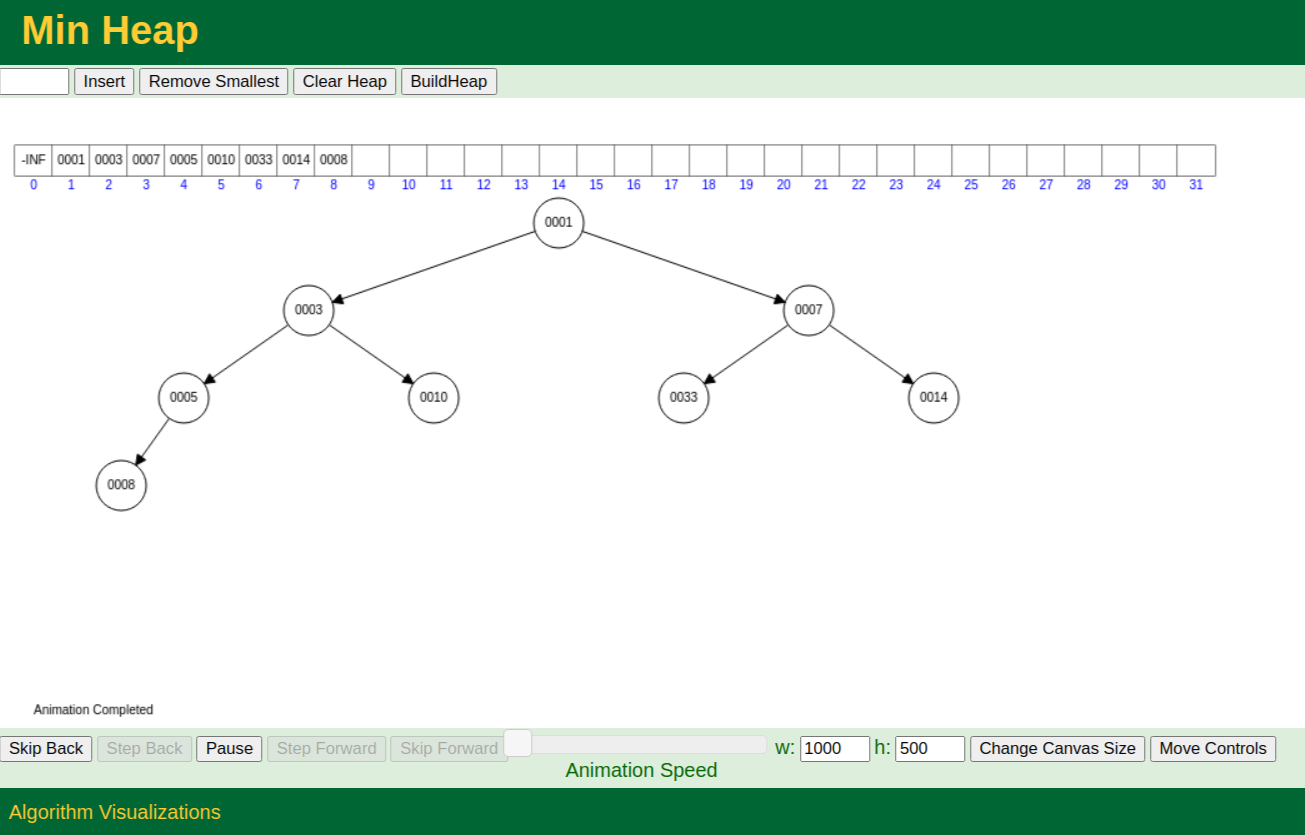 Min Heap
Insert Remove Smallest Clear Heap BuildHeap
-INF 0001 0003 0007 0005 0010 0033 0014 0008
0 1 2 3 4 5 6 7 8 9 10 11 12 13 14 15 16 17 18 19 20 21 22 23 24 25 26 27 28 29 30 31
0001
0003 0007
0005 0010 0033 0014
0008
Animation Completed
Skip Back Step Back Pause Step Forward Skip Forward w: 1000 h: 500 Change Canvas Size Move Controls
Animation Speed
Algorithm Visualizations